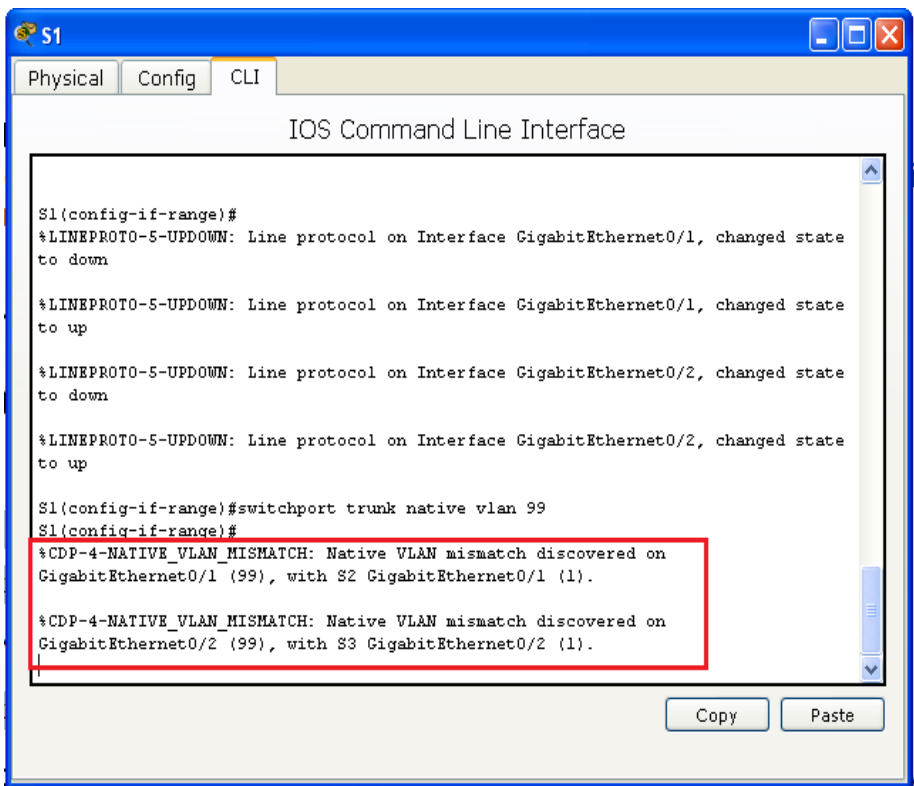 S1
Physical Config CLI
IOS Command Line Interface
S1(config-if-range)#
%LINEPROTO-5-UPDOWN: Line protocol on Interface GigabitEthernet0/1, changed state
to down
%LINEPROTO-5-UPDOWN: Line protocol on Interface GigabitEthernet0/1, changed state
to up
%LINEPROTO-5-UPDOWN: Line protocol on Interface GigabitEthernet0/2, changed state
to down
%LINEPROTO-5-UPDOWN: Line protocol on Interface GigabitEthernet0/2, changed state
to up
S1(config-if-range)#switchport trunk native vlan 99
S1(config-if-range)#
%CDP-4-NATIVE_VLAN_MISMATCH: Native VLAN mismatch discovered on
GigabitEthernet0/1 (99), with S2 GigabitEthernet0/1 (1).
%CDP-4-NATIVE_VLAN_MISMATCH: Native VLAN mismatch discovered on
GigabitEthernet0/2 (99), with S3 GigabitEthernet0/2 (1).
Copy Paste